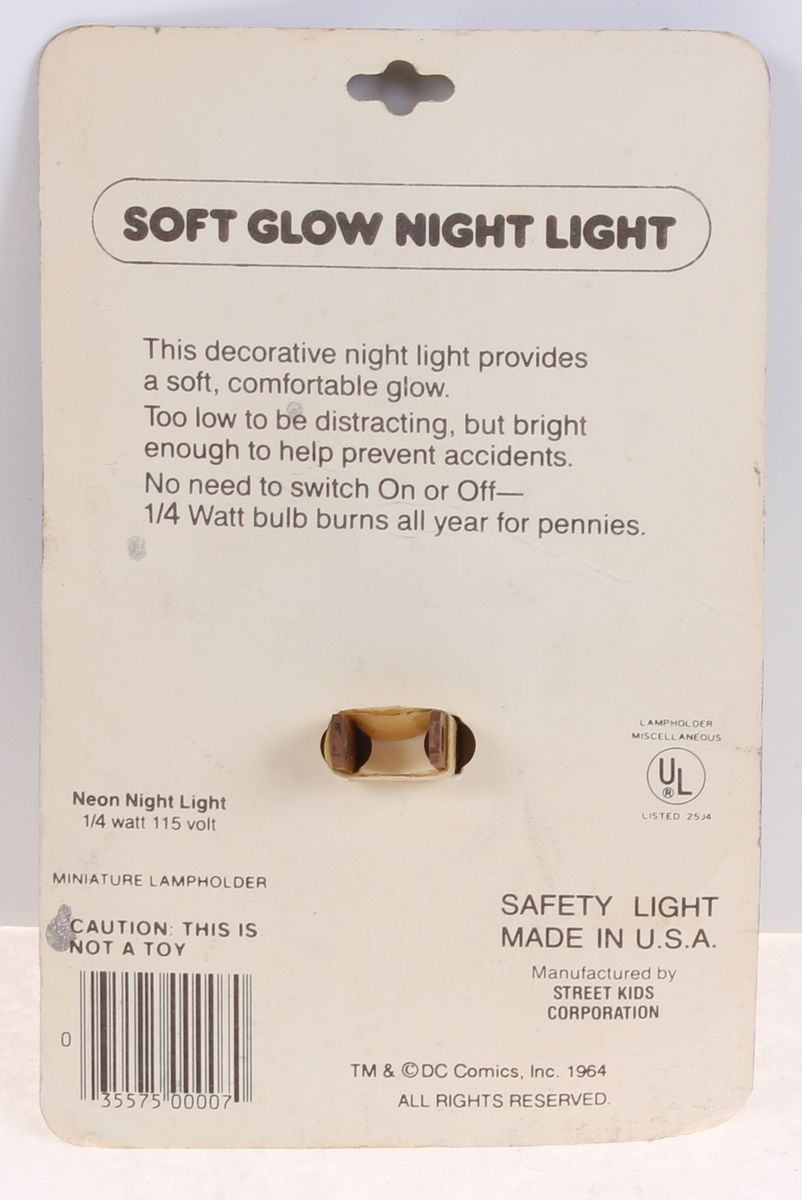 SOFT GLOW NIGHT LIGHT
This decorative night light provides
a soft, comfortable glow.
Too low to be distracting, but bright
enough to help prevent accidents.
No need to switch On or Off—
1/4 Watt bulb burns all year for pennies.
LAMPHOLDER
MISCELLANEOUS
UL®
LISTED 25J4
Neon Night Light
1/4 watt 115 volt
MINIATURE LAMPHOLDER
CAUTION: THIS IS
NOT A TOY
SAFETY LIGHT
MADE IN U.S.A.
Manufactured by
STREET KIDS
CORPORATION
0 35575 00007
TM & ©DC Comics, Inc. 1964
ALL RIGHTS RESERVED.